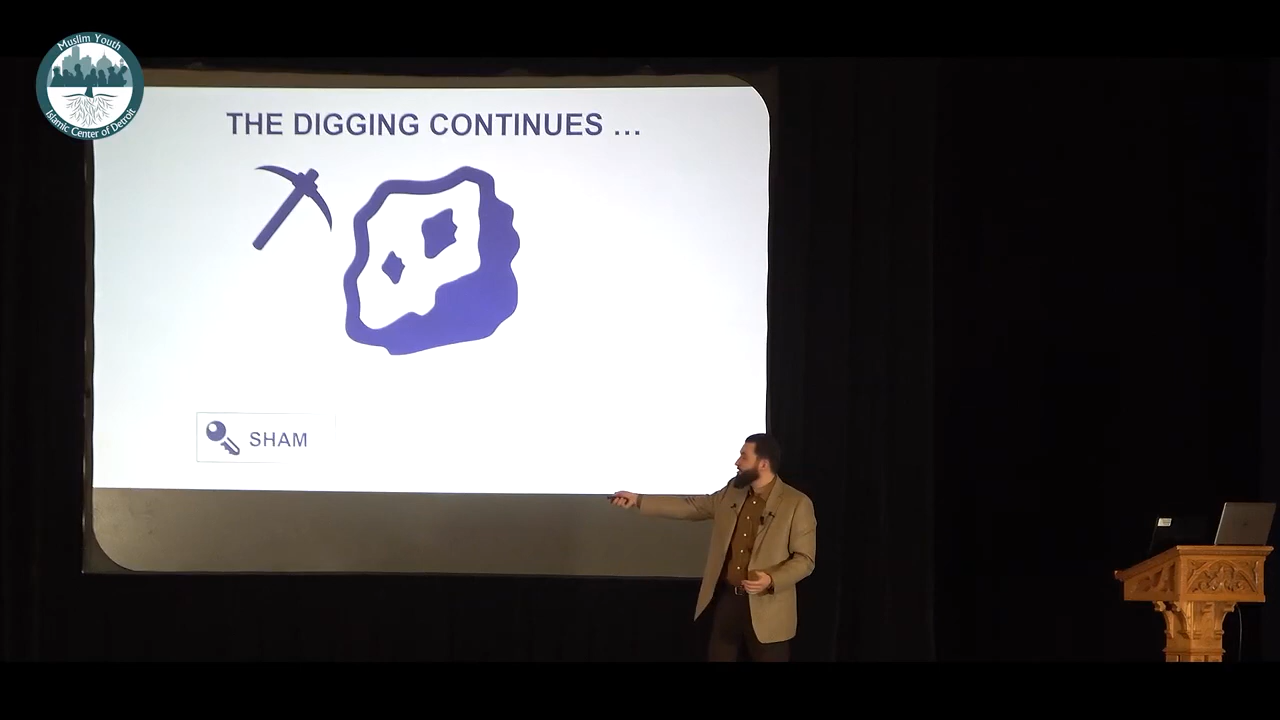 Muslim Youth
Islamic Center of Detroit
THE DIGGING CONTINUES ...
SHAM